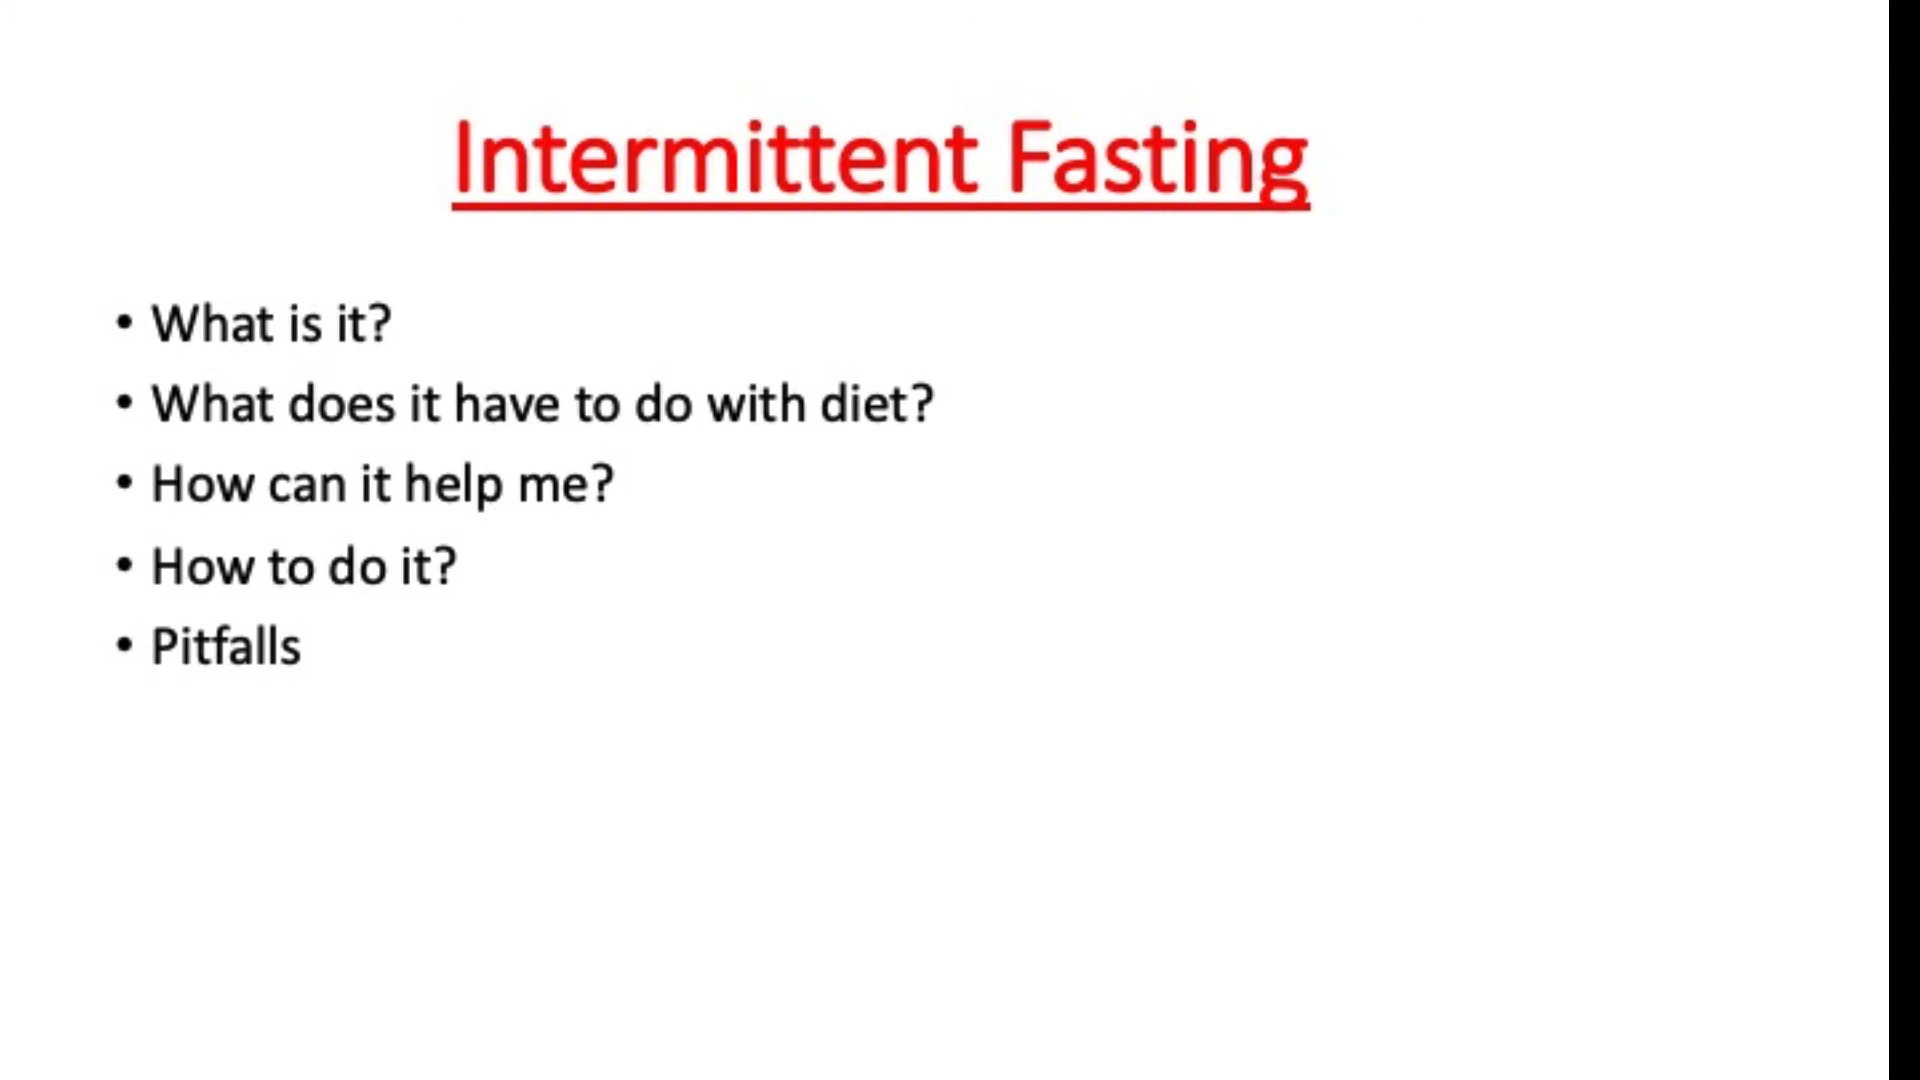 Intermittent Fasting
• What is it?
• What does it have to do with diet?
• How can it help me?
• How to do it?
• Pitfalls